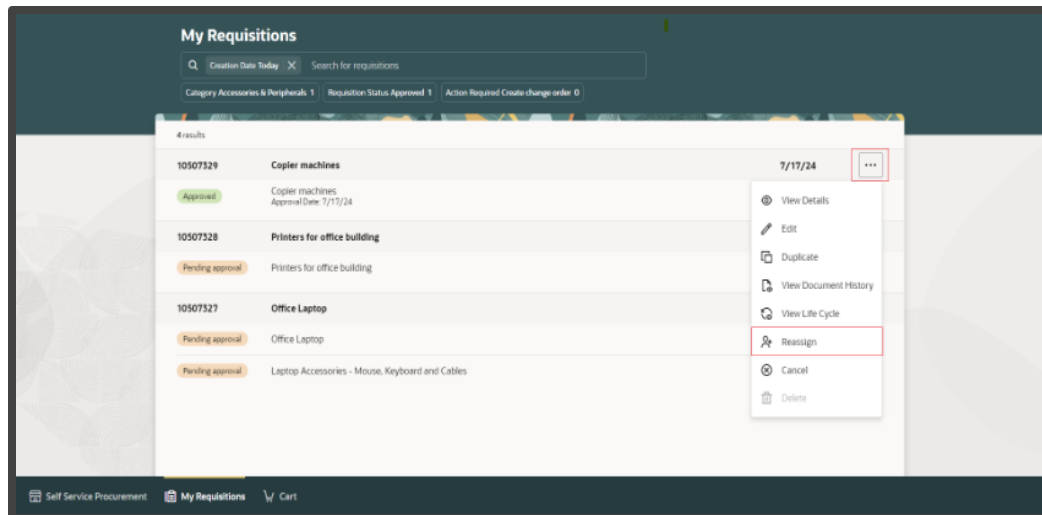 My Requisitions
Creation Date Today Search for requisitions
Category Accessories & Peripherals 1 Requisition Status Approved 1 Action Required Create change order 0
4 results
10507329 Copier machines 7/17/24
Approved Copier machines
Approval Date: 7/17/24
View Details
Edit
10507328 Printers for office building
Duplicate
Pending approval Printers for office building
View Document History
10507327 Office Laptop
View Life Cycle
Pending approval Office Laptop
Reassign
Pending approval Laptop Accessories - Mouse, Keyboard and Cables
Cancel
Delete
Self Service Procurement My Requisitions Cart